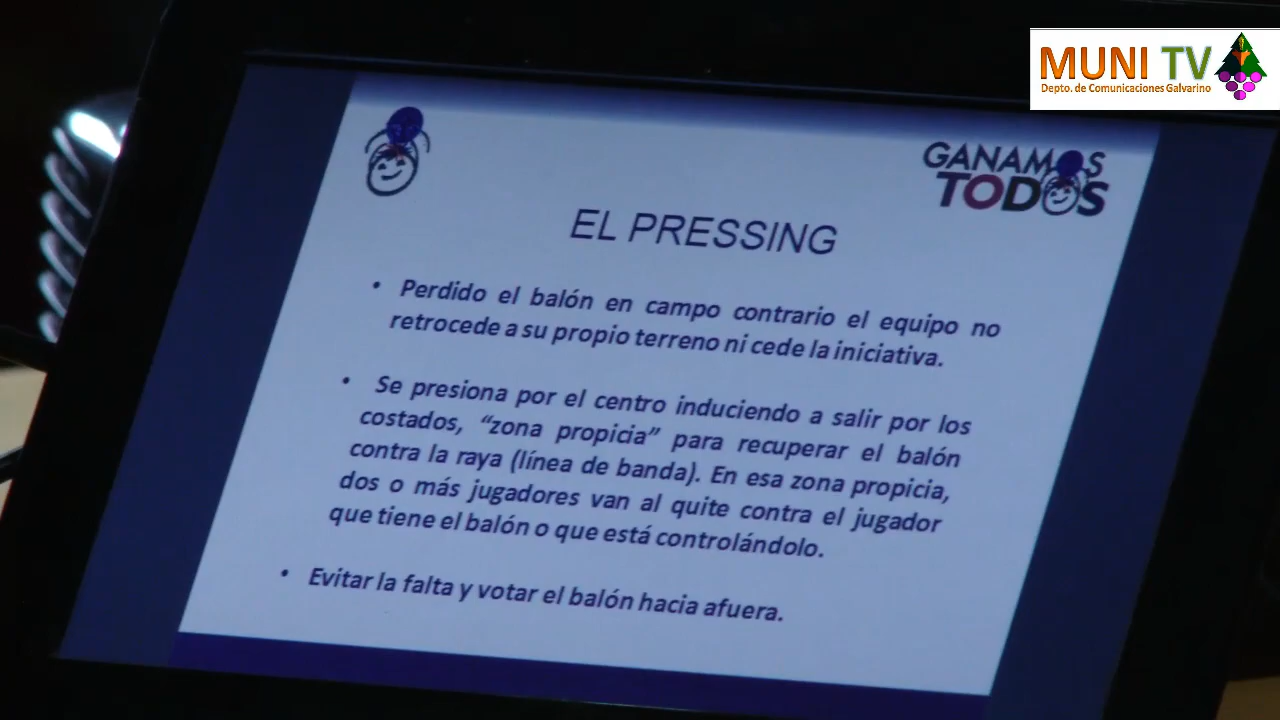 MUNI TV
Depto. de Comunicaciones Galvarino
GANAMOS
TODOS
EL PRESSING
• Perdido el balón en campo contrario el equipo no
retrocede a su propio terreno ni cede la iniciativa.
• Se presiona por el centro induciendo a salir por los
costados, “zona propicia” para recuperar el balón
contra la raya (línea de banda). En esa zona propicia,
dos o más jugadores van al quite contra el jugador
que tiene el balón o que está controlándolo.
• Evitar la falta y votar el balón hacia afuera.